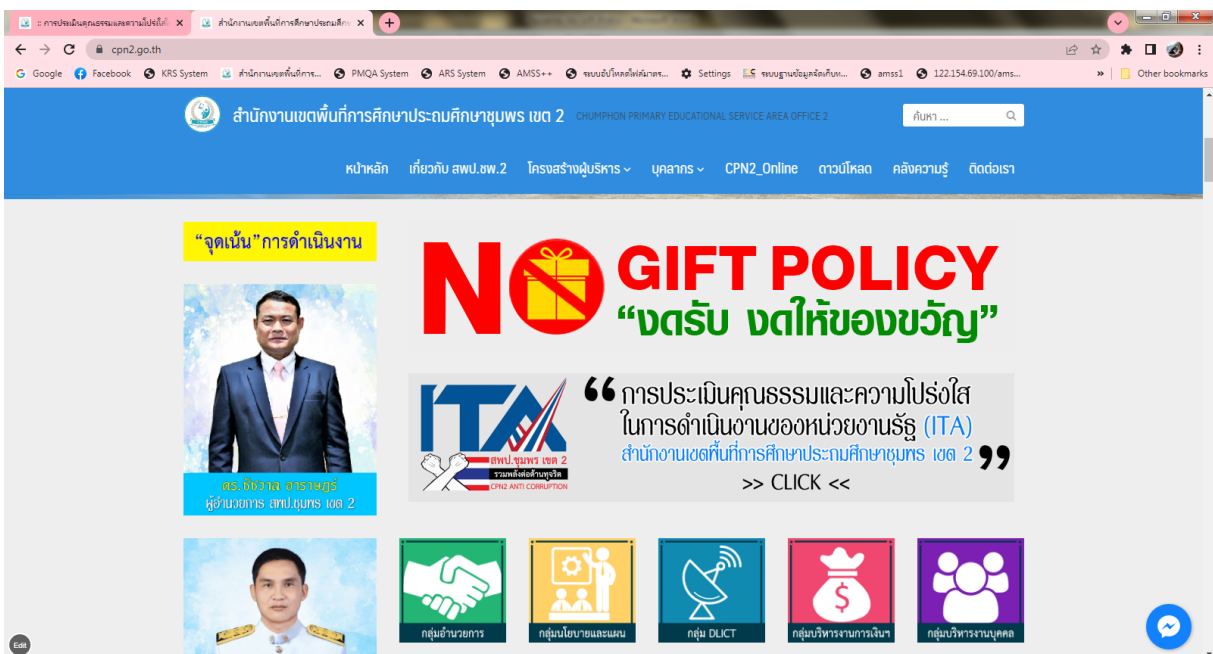 :: การประเมินคุณธรรมและความโปร่งใส
สำนักงานเขตพื้นที่การศึกษาประถมศึกษ
cpn2.go.th
Google
Facebook
KRS System
สำนักงานเขตพื้นที่การ...
PMQA System
ARS System
AMSS++
ระบบอัปโหลดไฟล์มาตร...
Settings
ระบบฐานข้อมูลจัดเก็บห...
amss1
122.154.69.100/ams...
»
Other bookmarks
สำนักงานเขตพื้นที่การศึกษาประถมศึกษาชุมพร เขต 2 CHUMPHON PRIMARY EDUCATIONAL SERVICE AREA OFFICE 2
ค้นหา ...
หน้าหลัก เกี่ยวกับ สพป.ชพ.2 โครงสร้างผู้บริหาร บุคลากร CPN2_Online ดาวน์โหลด คลังความรู้ ติดต่อเรา
“จุดเน้น”การดำเนินงาน
NO GIFT POLICY
“งดรับ งดให้ของขวัญ”
ดร.ชัชวาล อาราษฎร์
ผู้อำนวยการ สพป.ชุมพร เขต 2
ITA
สพป.ชุมพร เขต 2
รวมพลังต่อต้านทุจริต
CPN2 ANTI CORRUPTION
“การประเมินคุณธรรมและความโปร่งใส
ในการดำเนินงานของหน่วยงานรัฐ (ITA)
สำนักงานเขตพื้นที่การศึกษาประถมศึกษาชุมพร เขต 2”
>> CLICK <<
กลุ่มอำนวยการ
กลุ่มนโยบายและแผน
กลุ่ม DLICT
กลุ่มบริหารงานการเงินฯ
กลุ่มบริหารงานบุคคล
Edit